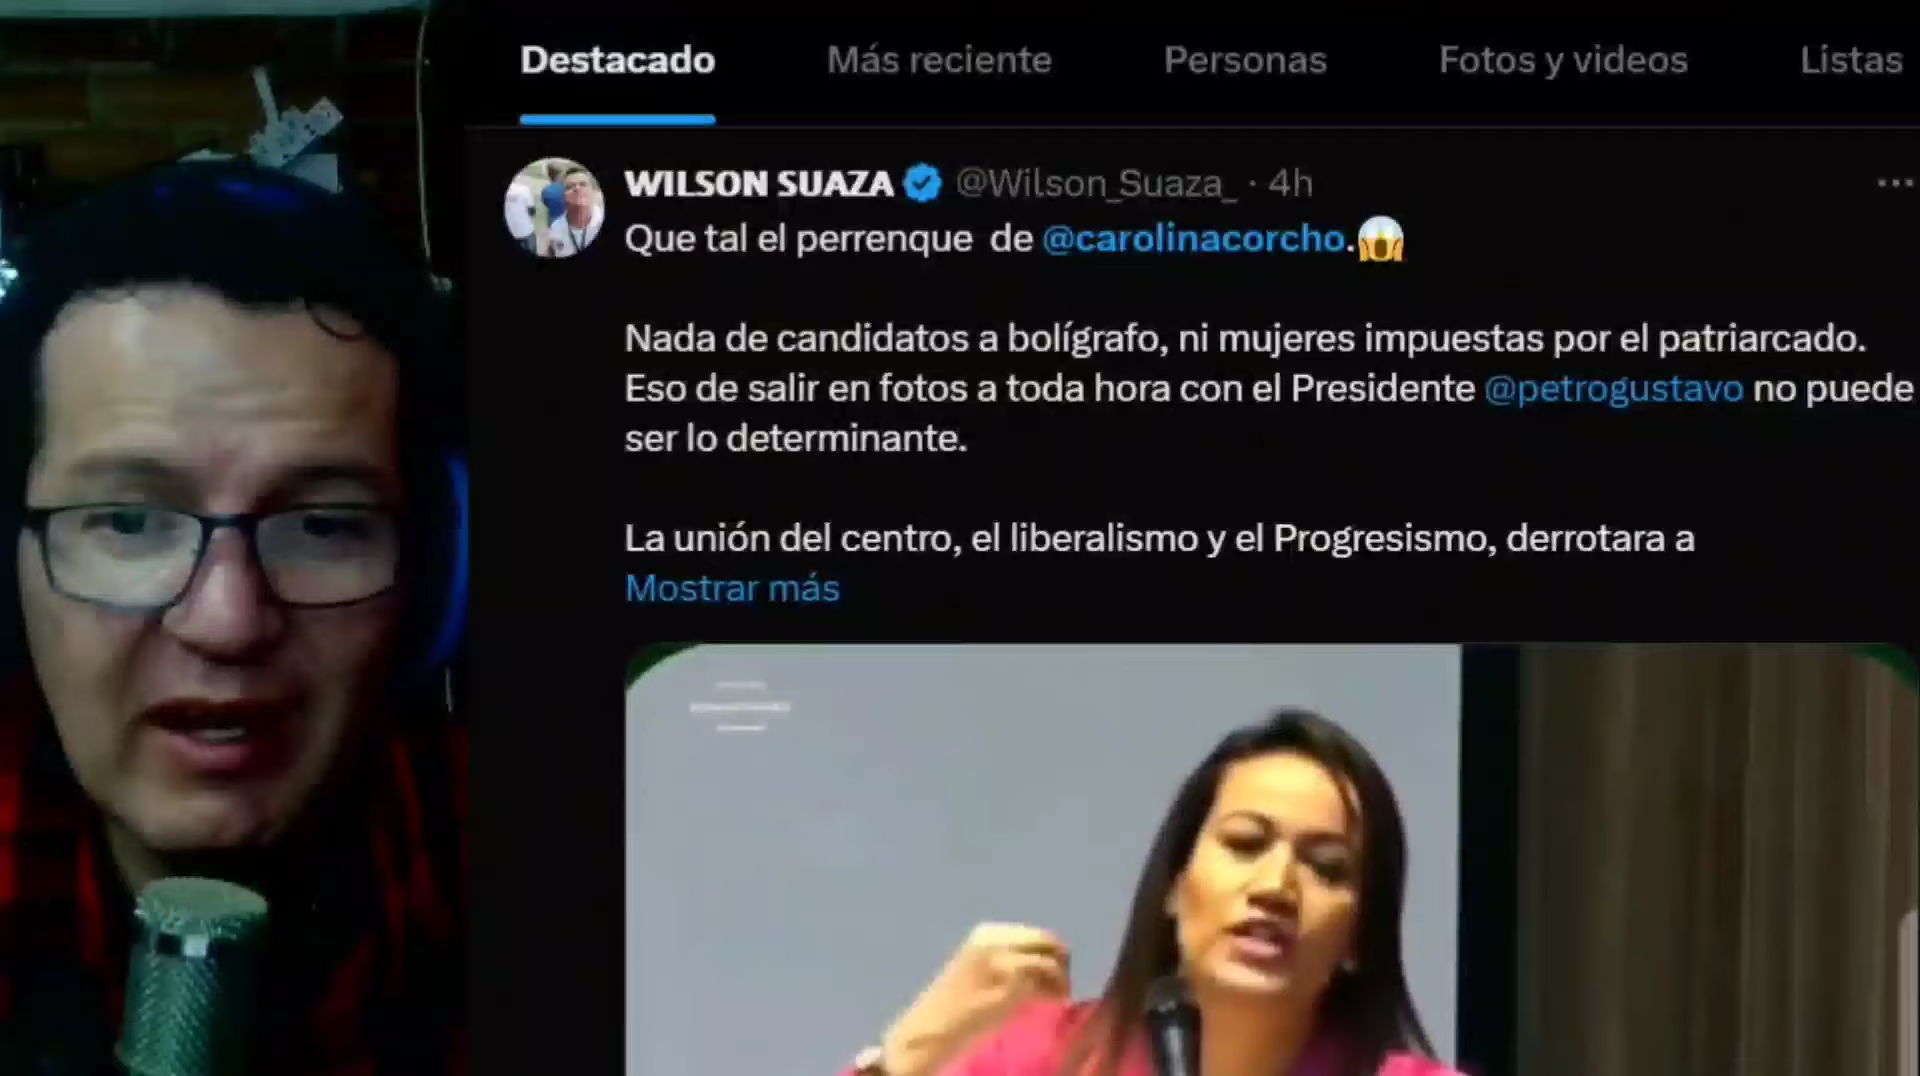 Destacado Más reciente Personas Fotos y videos Listas
WILSON SUAZA @Wilson_Suaza_ · 4h
Que tal el perrenque de @carolinacorcho.😱
Nada de candidatos a bolígrafo, ni mujeres impuestas por el patriarcado.
Eso de salir en fotos a toda hora con el Presidente @petrogustavo no puede
ser lo determinante.
La unión del centro, el liberalismo y el Progresismo, derrotara a
Mostrar más